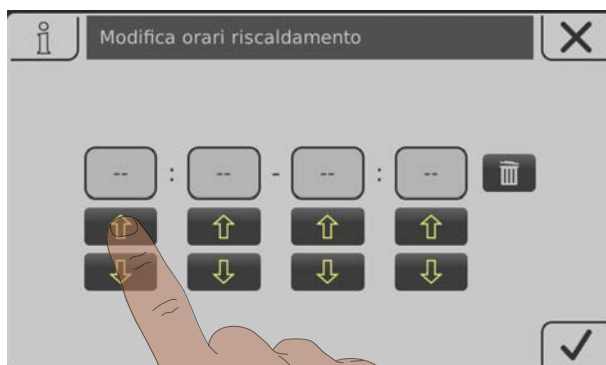 Modifica orari riscaldamento
-- : -- - -- : --